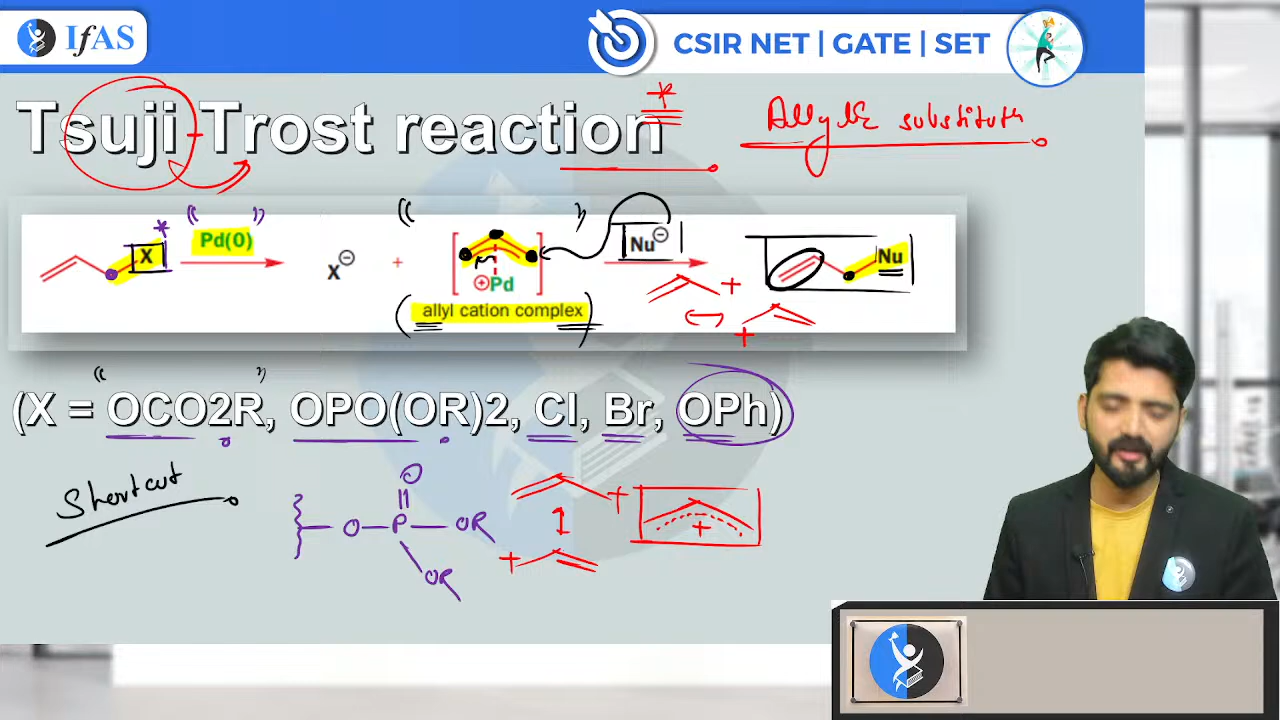 IfAS
CSIR NET | GATE | SET
Tsuji-Trost reaction
*
Allylic substituth
X
*
" Pd(0) "
X⊖
+
"
"
⊕Pd
allyl cation complex
Nu⊖
+
+
Nu
(X = "OCO2R", OPO(OR)2, Cl, Br, OPh)
Shortcut
O
O-P-OR
OR
+
+
+